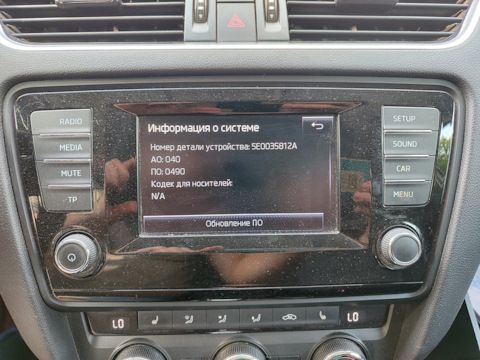 RADIO
MEDIA
MUTE
TP
Информация о системе
Номер детали устройства: 5E0035812A
АО: 040
ПО: 0490
Кодек для носителей:
N/A
Обновление ПО
SETUP
SOUND
CAR
MENU
LO
LO